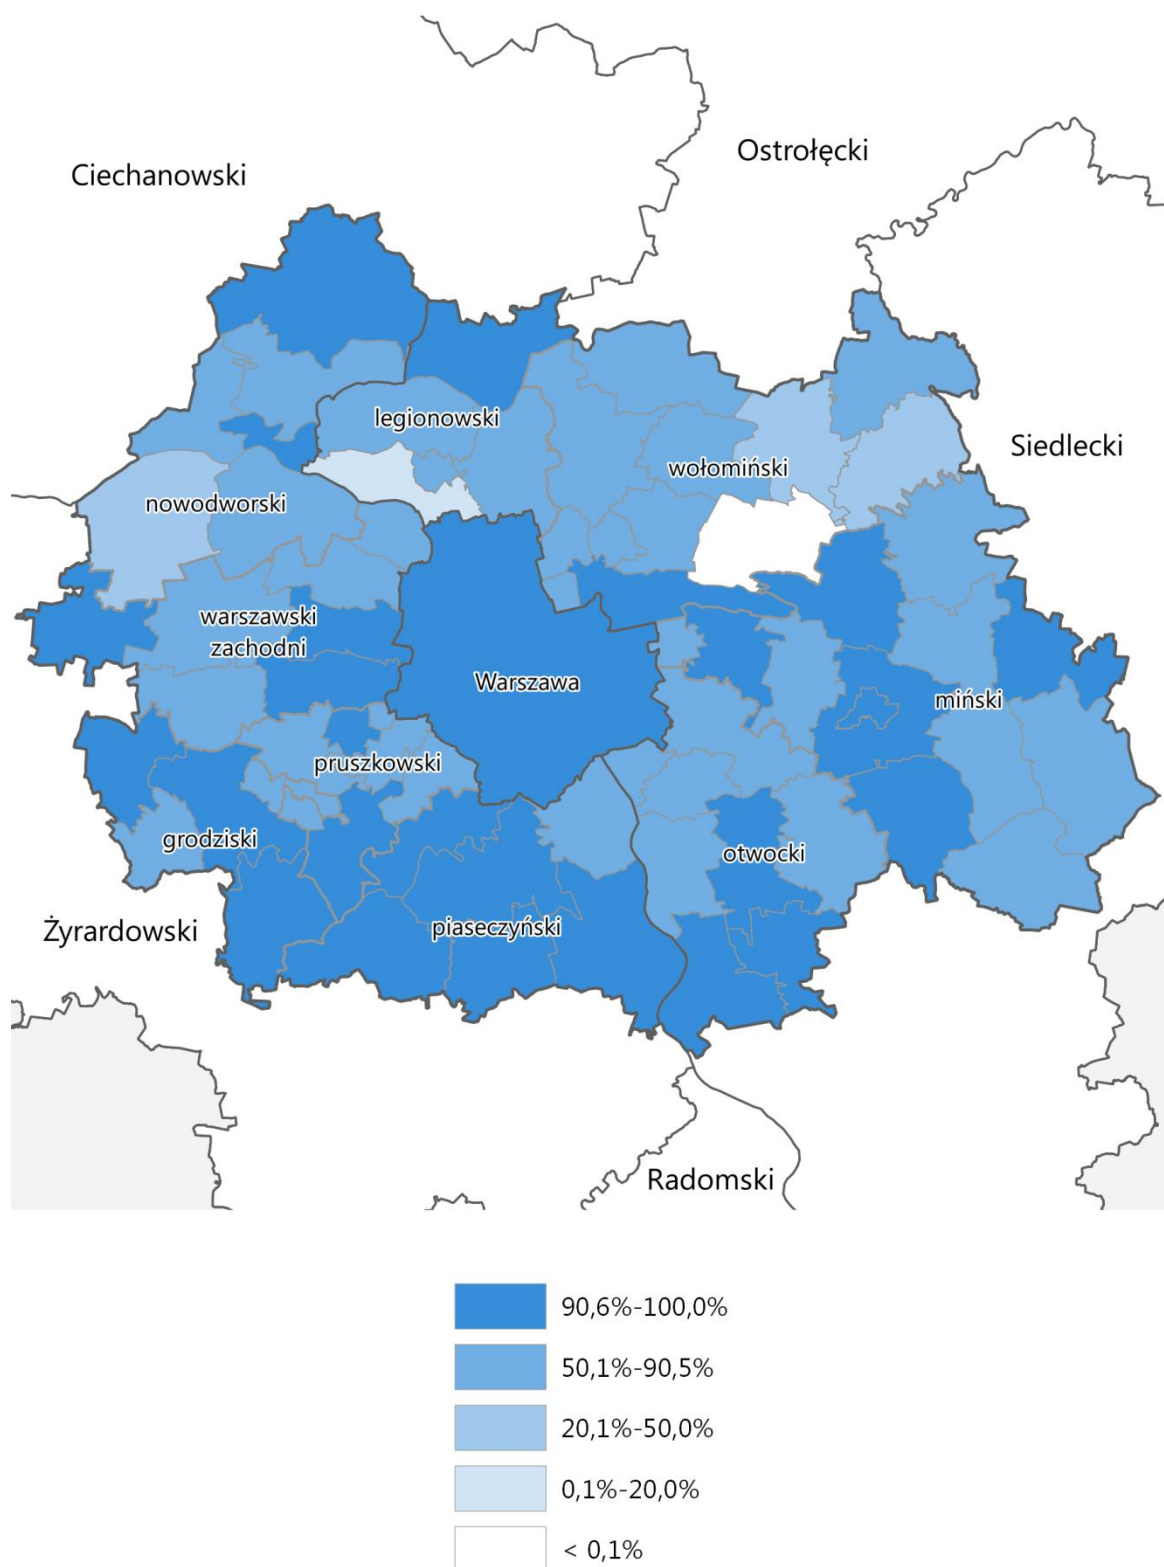 Ostrołęcki
Ciechanowski
legionowski
Siedlecki
wołomiński
nowodworski
warszawski
zachodni
Warszawa
miński
pruszkowski
grodziski
otwocki
Żyrardowski
piaseczyński
Radomski
90,6%-100,0%
50,1%-90,5%
20,1%-50,0%
0,1%-20,0%
< 0,1%